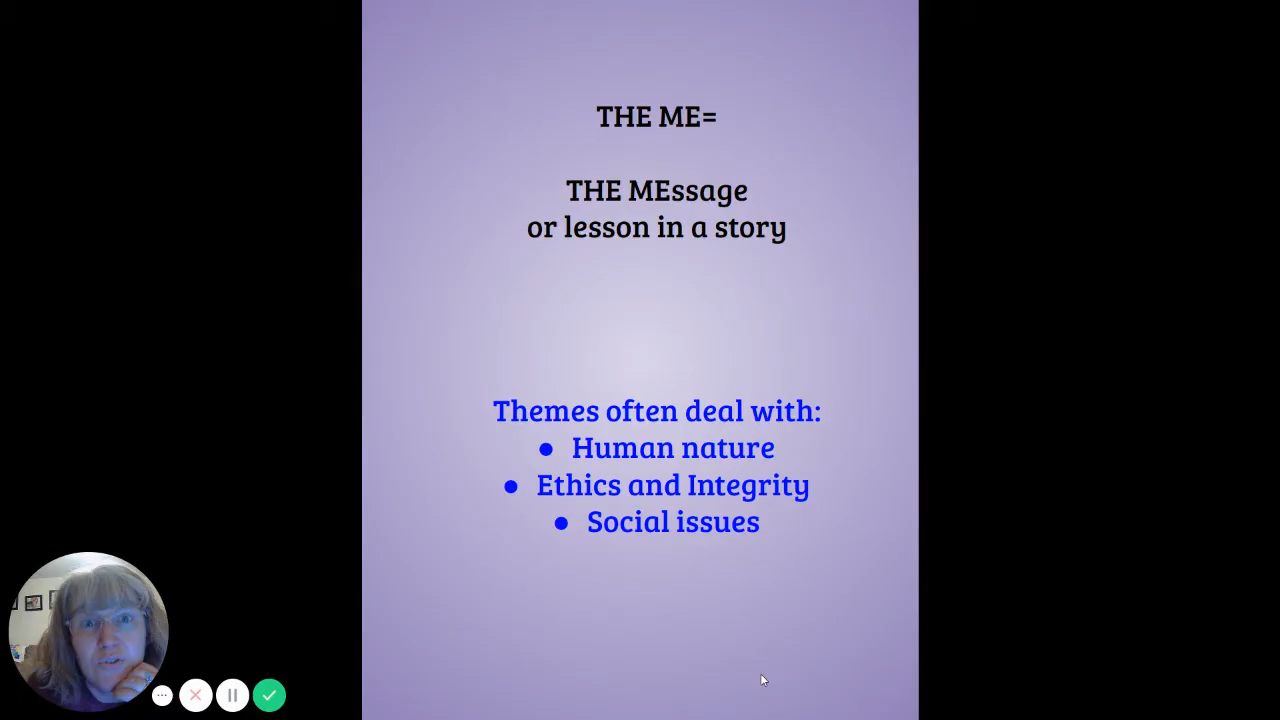 THE ME=
THE MEssage
or lesson in a story
Themes often deal with:
● Human nature
● Ethics and Integrity
● Social issues